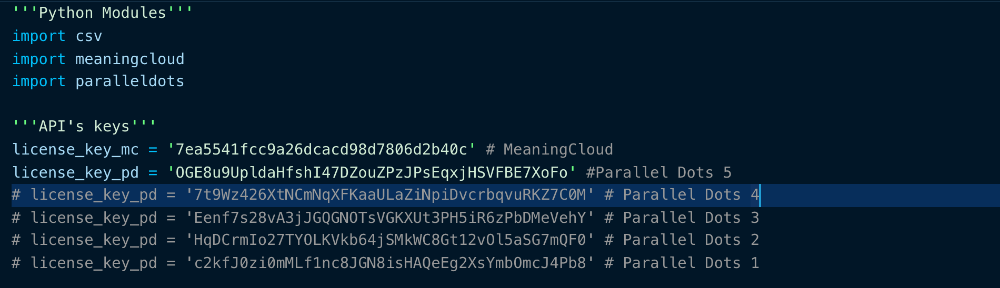 '''Python Modules'''
import csv
import meaningcloud
import paralleldots
'''API's keys'''
license_key_mc = '7ea5541fcc9a26dcacd98d7806d2b40c' # MeaningCloud
license_key_pd = 'OGE8u9UpldaHfshI47DZouZPzJPsEqxjHSVFBE7XoFo' #Parallel Dots 5
# license_key_pd = '7t9Wz426XtNCmNqXFKaaULaZiNpiDvcrbqvuRKZ7C0M' # Parallel Dots 4
# license_key_pd = 'Eenf7s28vA3jJGQGNOTsVGKXUt3PH5iR6zPbDMeVehY' # Parallel Dots 3
# license_key_pd = 'HqDCrmIo27TYOLKVkb64jSMkWC8Gt12vOl5aSG7mQF0' # Parallel Dots 2
# license_key_pd = 'c2kfJ0zi0mMLf1nc8JGN8isHAQeEg2XsYmbOmcJ4Pb8' # Parallel Dots 1